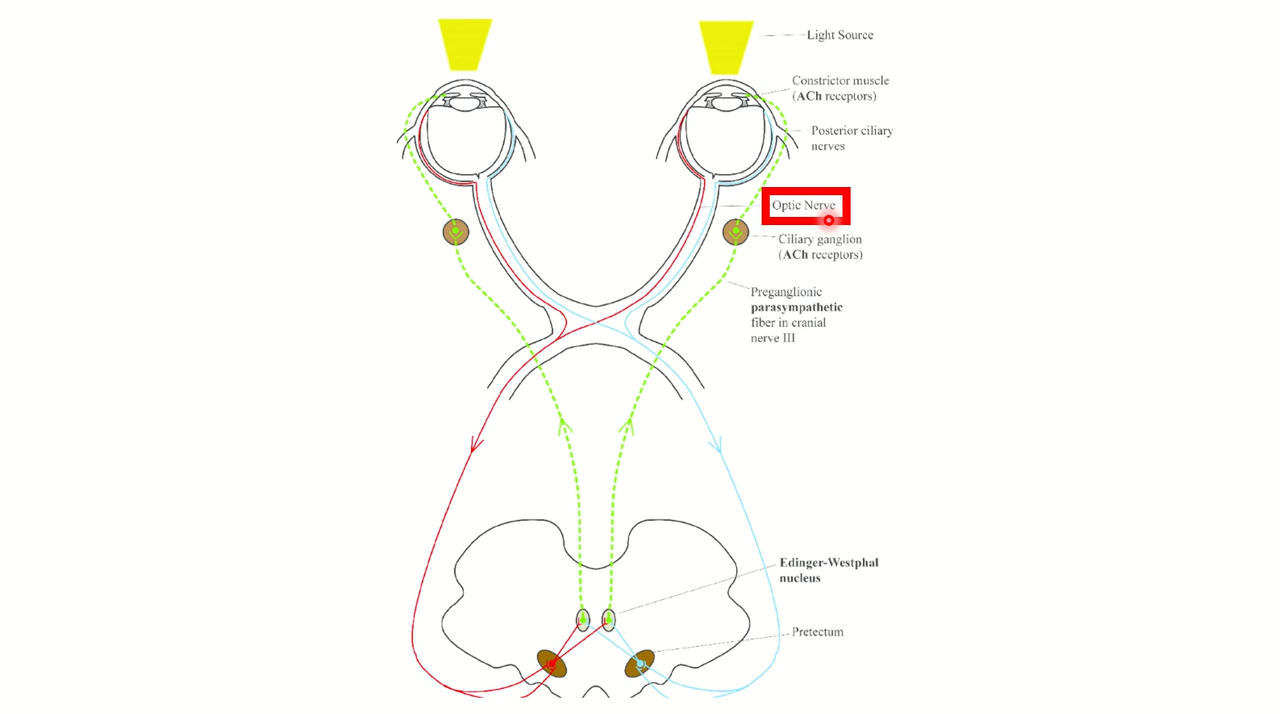 Light Source
Constrictor muscle
(ACh receptors)
Posterior ciliary
nerves
Optic Nerve
Ciliary ganglion
(ACh receptors)
Preganglionic
parasympathetic
fiber in cranial
nerve III
Edinger-Westphal
nucleus
Pretectum